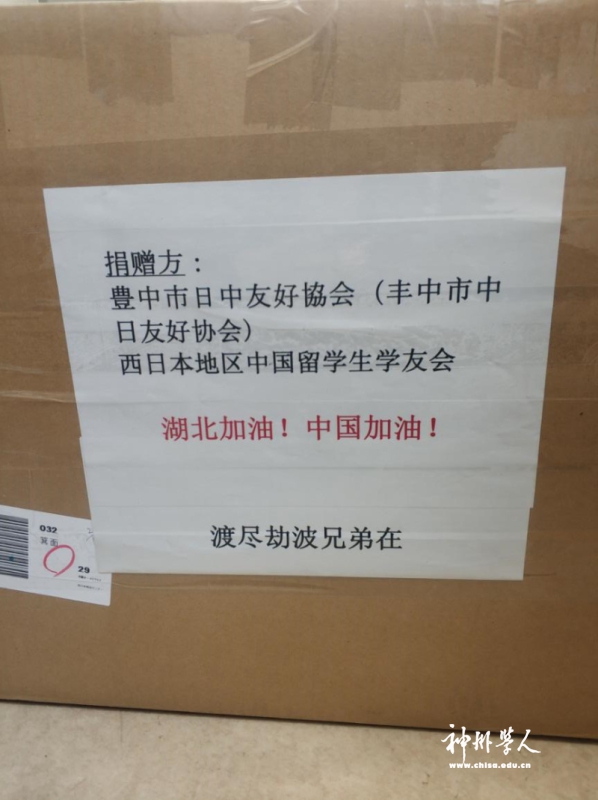 捐赠方：
豊中市日中友好協会（丰中市中
日友好协会）
西日本地区中国留学生学友会
湖北加油！中国加油！
渡尽劫波兄弟在
032
箕面
29
神州学人
www.chisa.edu.cn